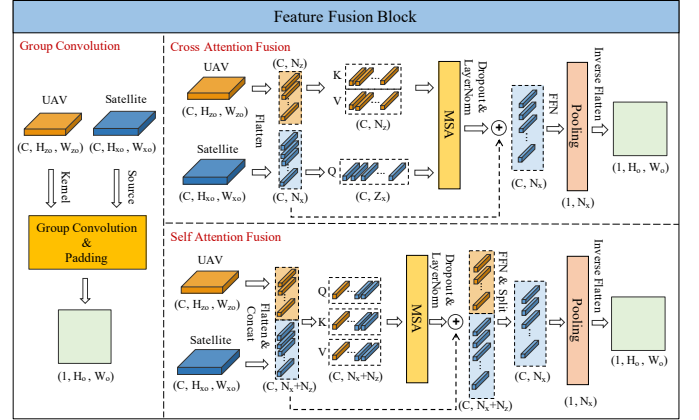 Feature Fusion Block
Group Convolution
UAV
Satellite
(C, Hzo, Wzo)
(C, Hxo, Wxo)
Kernel
Source
Group Convolution
&
Padding
(1, Ho, Wo)
Cross Attention Fusion
UAV
(C, Hzo, Wzo)
Satellite
(C, Hxo, Wxo)
Flatten
(C, Nz)
(C, Nx)
K
V
(C, Nz)
Q
(C, Zx)
MSA
Dropout &
LayerNorm
(C, Nx)
FFN
Pooling
(1, Nx)
Inverse Flatten
(1, Ho, Wo)
Self Attention Fusion
UAV
(C, Hzo, Wzo)
Satellite
(C, Hxo, Wxo)
Flatten &
Concat
(C, Nx+Nz)
Q
K
V
(C, Nx+Nz)
MSA
Dropout &
LayerNorm
(C, Nx+Nz)
FFN & Split
(C, Nx)
Pooling
(1, Nx)
Inverse Flatten
(1, Ho, Wo)